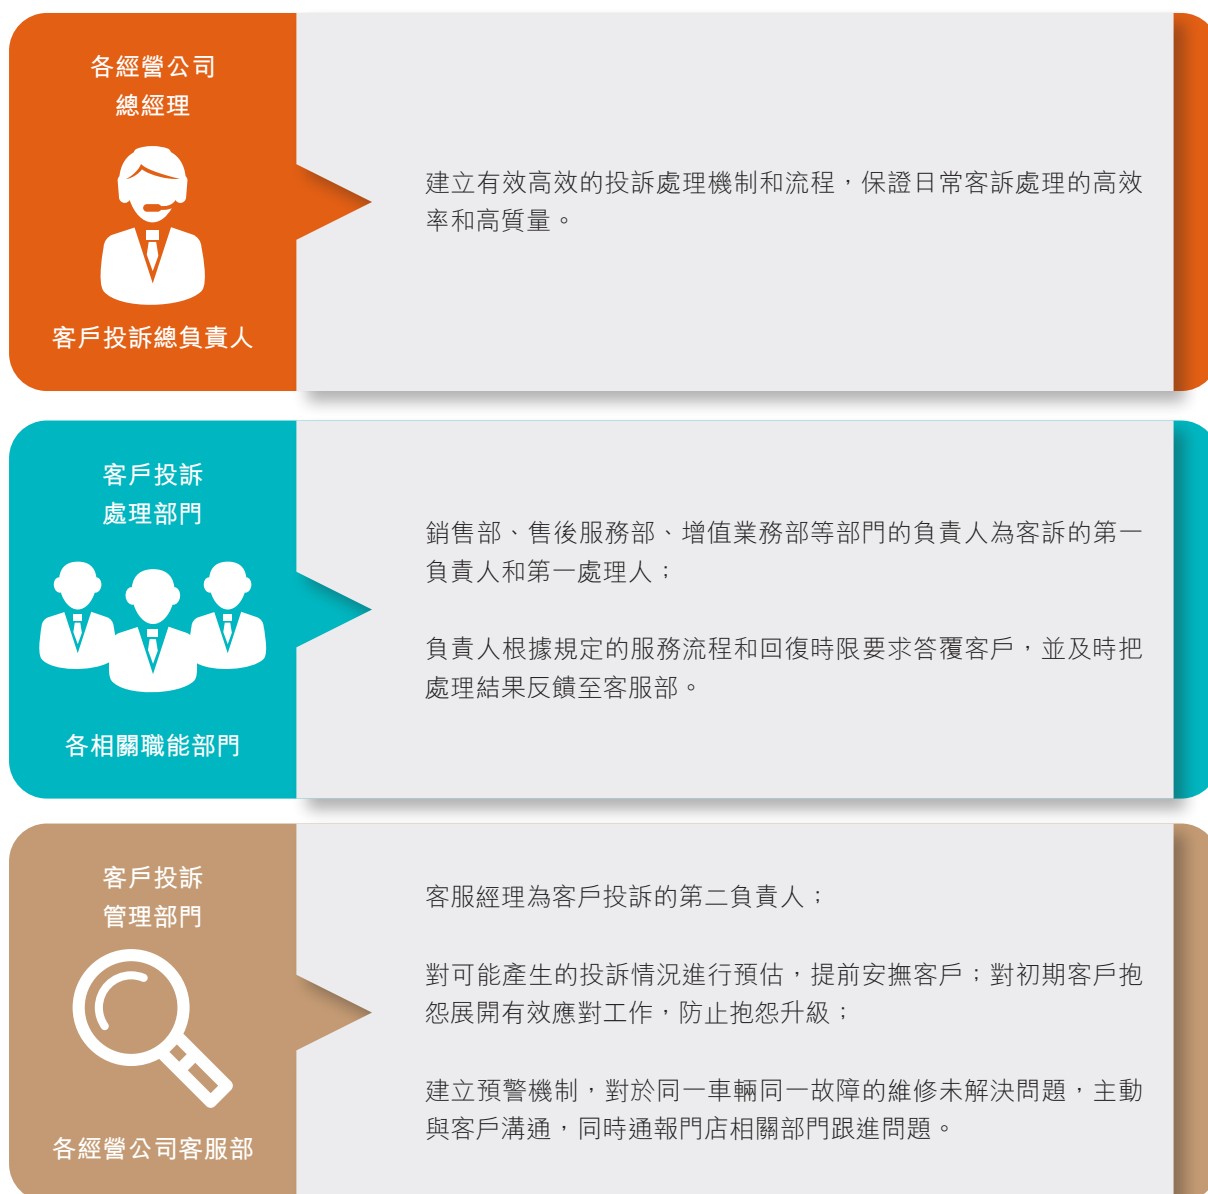 各經營公司
總經理
客戶投訴總負責人
建立有效高效的投訴處理機制和流程，保證日常客訴處理的高效
率和高質量。
客戶投訴
處理部門
各相關職能部門
銷售部、售後服務部、增值業務部等部門的負責人為客訴的第一
負責人和第一處理人；
負責人根據規定的服務流程和回復時限要求答覆客戶，並及時把
處理結果反饋至客服部。
客戶投訴
管理部門
各經營公司客服部
客服經理為客戶投訴的第二負責人；
對可能產生的投訴情況進行預估，提前安撫客戶；對初期客戶抱
怨展開有效應對工作，防止抱怨升級；
建立預警機制，對於同一車輛同一故障的維修未解決問題，主動
與客戶溝通，同時通報門店相關部門跟進問題。